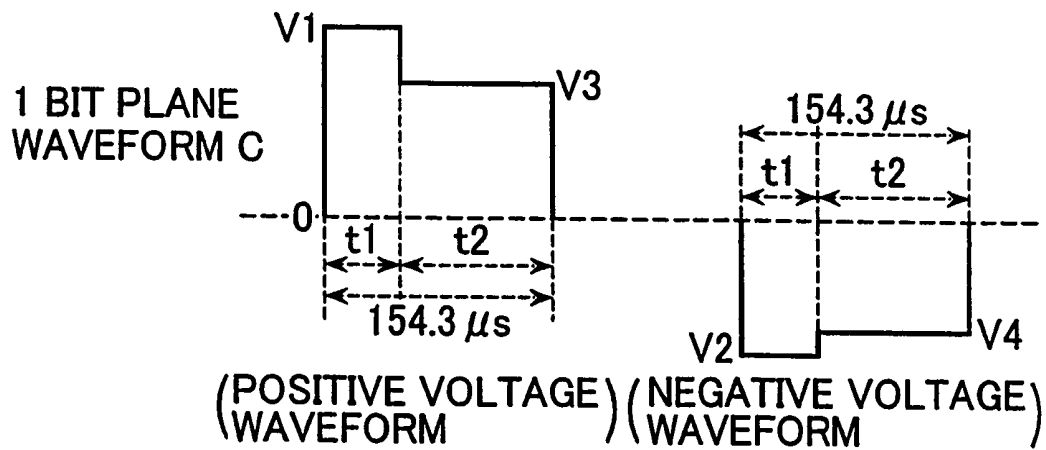 V1
V3
1 BIT PLANE
WAVEFORM C
154.3 μs
t1 t2
0
t1 t2
154.3 μs
V2
V4
(POSITIVE VOLTAGE WAVEFORM)
(NEGATIVE VOLTAGE WAVEFORM)